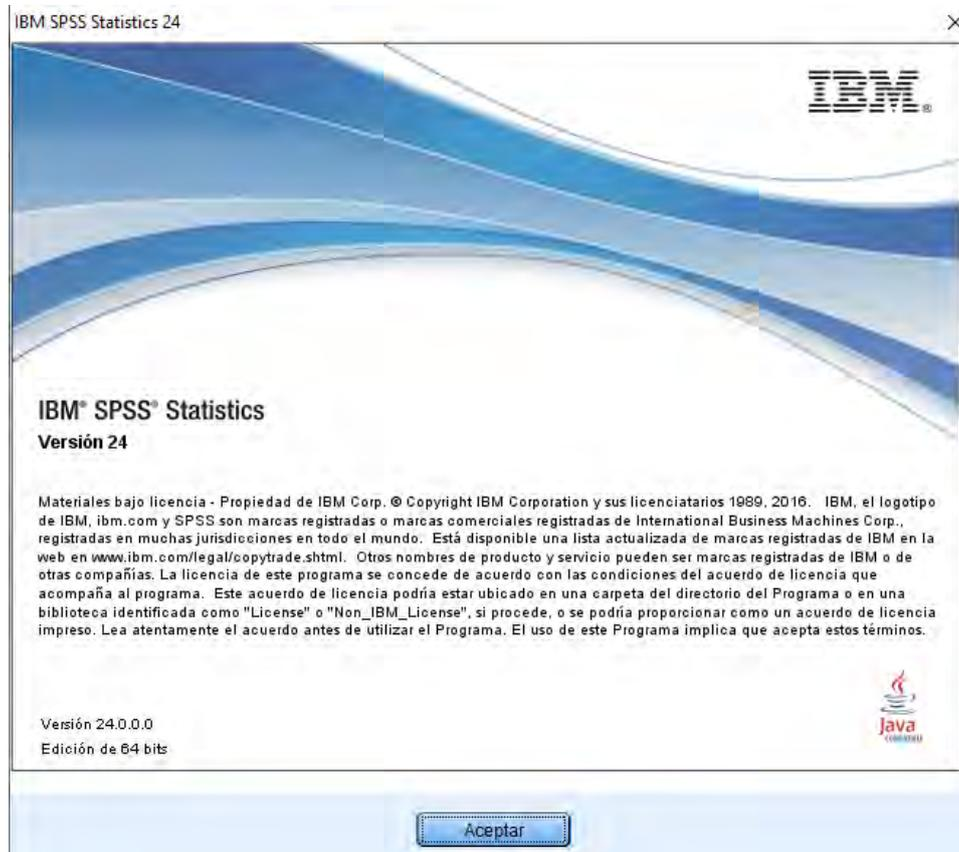 IBM SPSS Statistics 24
IBM®
IBM® SPSS® Statistics
Versión 24
Materiales bajo licencia - Propiedad de IBM Corp. © Copyright IBM Corporation y sus licenciatarios 1989, 2016. IBM, el logotipo
de IBM, ibm.com y SPSS son marcas registradas o marcas comerciales registradas de International Business Machines Corp.,
registradas en muchas jurisdicciones en todo el mundo. Está disponible una lista actualizada de marcas registradas de IBM en la
web en www.ibm.com/legal/copytrade.shtml. Otros nombres de producto y servicio pueden ser marcas registradas de IBM o de
otras compañías. La licencia de este programa se concede de acuerdo con las condiciones del acuerdo de licencia que
acompaña al programa. Este acuerdo de licencia podría estar ubicado en una carpeta del directorio del Programa o en una
biblioteca identificada como "License" o "Non_IBM_License", si procede, o se podría proporcionar como un acuerdo de licencia
impreso. Lea atentamente el acuerdo antes de utilizar el Programa. El uso de este Programa implica que acepta estos términos.
Java
COMPATIBLE
Versión 24.0.0.0
Edición de 64 bits
Aceptar